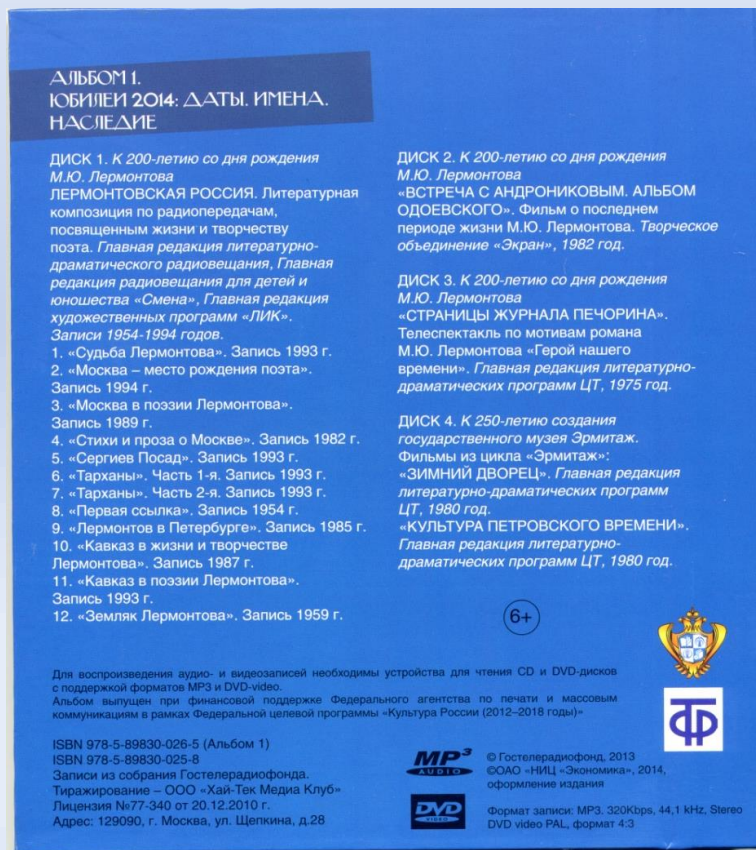 АЛЬБОМ 1.
ЮБИЛЕИ 2014: ДАТЫ. ИМЕНА.
НАСЛЕДИЕ
ДИСК 1. К 200-летию со дня рождения
М.Ю. Лермонтова
ЛЕРМОНТОВСКАЯ РОССИЯ. Литературная
композиция по радиопередачам,
посвященным жизни и творчеству
поэта. Главная редакция литературно-
драматического радиовещания, Главная
редакция радиовещания для детей и
юношества «Смена», Главная редакция
художественных программ «ЛИК».
Записи 1954-1994 годов.
1. «Судьба Лермонтова». Запись 1993 г.
2. «Москва – место рождения поэта».
Запись 1994 г.
3. «Москва в поэзии Лермонтова».
Запись 1989 г.
4. «Стихи и проза о Москве». Запись 1982 г.
5. «Сергиев Посад». Запись 1993 г.
6. «Тарханы». Часть 1-я. Запись 1993 г.
7. «Тарханы». Часть 2-я. Запись 1993 г.
8. «Первая ссылка». Запись 1954 г.
9. «Лермонтов в Петербурге». Запись 1985 г.
10. «Кавказ в жизни и творчестве
Лермонтова». Запись 1987 г.
11. «Кавказ в поэзии Лермонтова».
Запись 1993 г.
12. «Земляк Лермонтова». Запись 1959 г.
ДИСК 2. К 200-летию со дня рождения
М.Ю. Лермонтова
«ВСТРЕЧА С АНДРОНИКОВЫМ. АЛЬБОМ
ОДОЕВСКОГО». Фильм о последнем
периоде жизни М.Ю. Лермонтова. Творческое
объединение «Экран», 1982 год.
ДИСК 3. К 200-летию со дня рождения
М.Ю. Лермонтова
«СТРАНИЦЫ ЖУРНАЛА ПЕЧОРИНА».
Телеспектакль по мотивам романа
М.Ю. Лермонтова «Герой нашего
времени». Главная редакция литературно-
драматических программ ЦТ, 1975 год.
ДИСК 4. К 250-летию создания
государственного музея Эрмитаж.
Фильмы из цикла «Эрмитаж»:
«ЗИМНИЙ ДВОРЕЦ». Главная редакция
литературно-драматических программ
ЦТ, 1980 год.
«КУЛЬТУРА ПЕТРОВСКОГО ВРЕМЕНИ».
Главная редакция литературно-
драматических программ ЦТ, 1980 год.
6+
Для воспроизведения аудио- и видеозаписей необходимы устройства для чтения CD и DVD-дисков
с поддержкой форматов MP3 и DVD-video.
Альбом выпущен при финансовой поддержке Федерального агентства по печати и массовым
коммуникациям в рамках Федеральной целевой программы «Культура России (2012–2018 годы)»
ISBN 978-5-89830-026-5 (Альбом 1)
ISBN 978-5-89830-025-8
Записи из собрания Гостелерадиофонда.
Тиражирование – ООО «Хай-Тек Медиа Клуб»
Лицензия №77-340 от 20.12.2010 г.
Адрес: 129090, г. Москва, ул. Щепкина, д.28
MP3
AUDIO
DVD
VIDEO
© Гостелерадиофонд, 2013
©ОАО «НИЦ «Экономика», 2014,
оформление издания
Формат записи: MP3. 320Kbps, 44,1 kHz, Stereo
DVD video PAL, формат 4:3